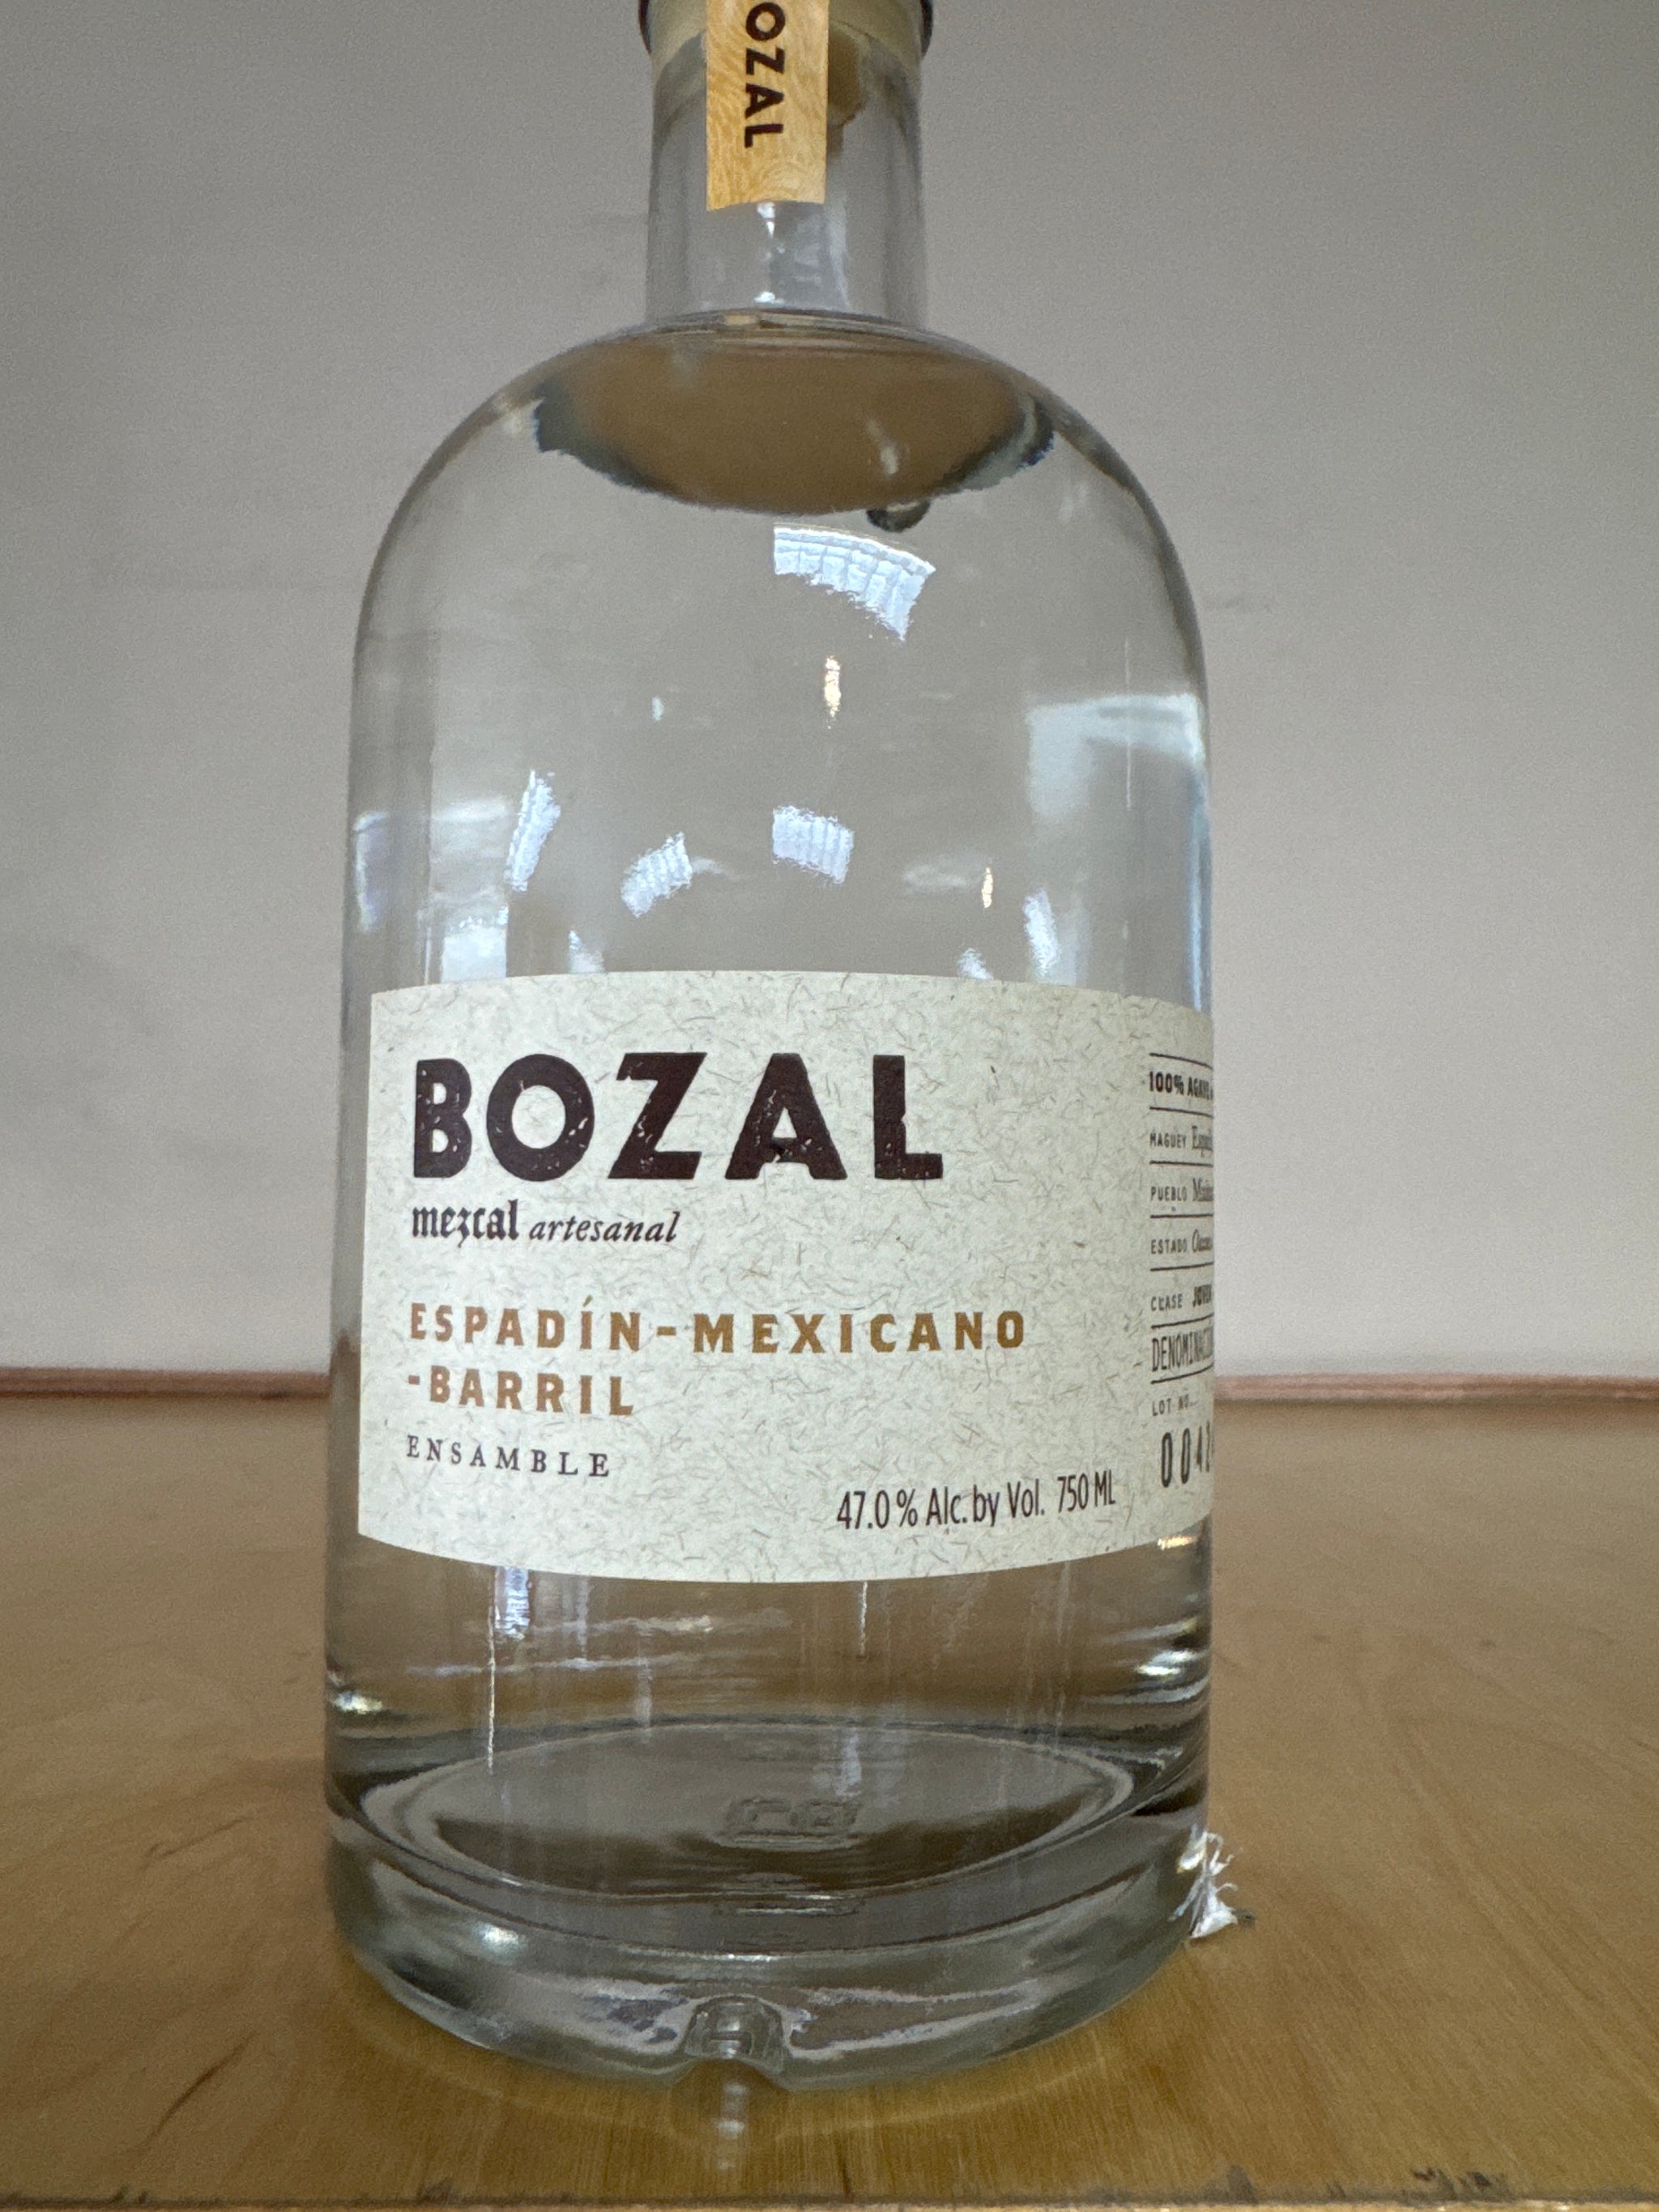 OZAL
BOZAL
mezcal artesanal
ESPADÍN-MEXICANO
-BARRIL
ENSAMBLE
47.0% Alc. by Vol. 750 ML
100% AGAVE
MAGUEY
PUEBLO
ESTADO
CLASE JOVEN
LOT NO.